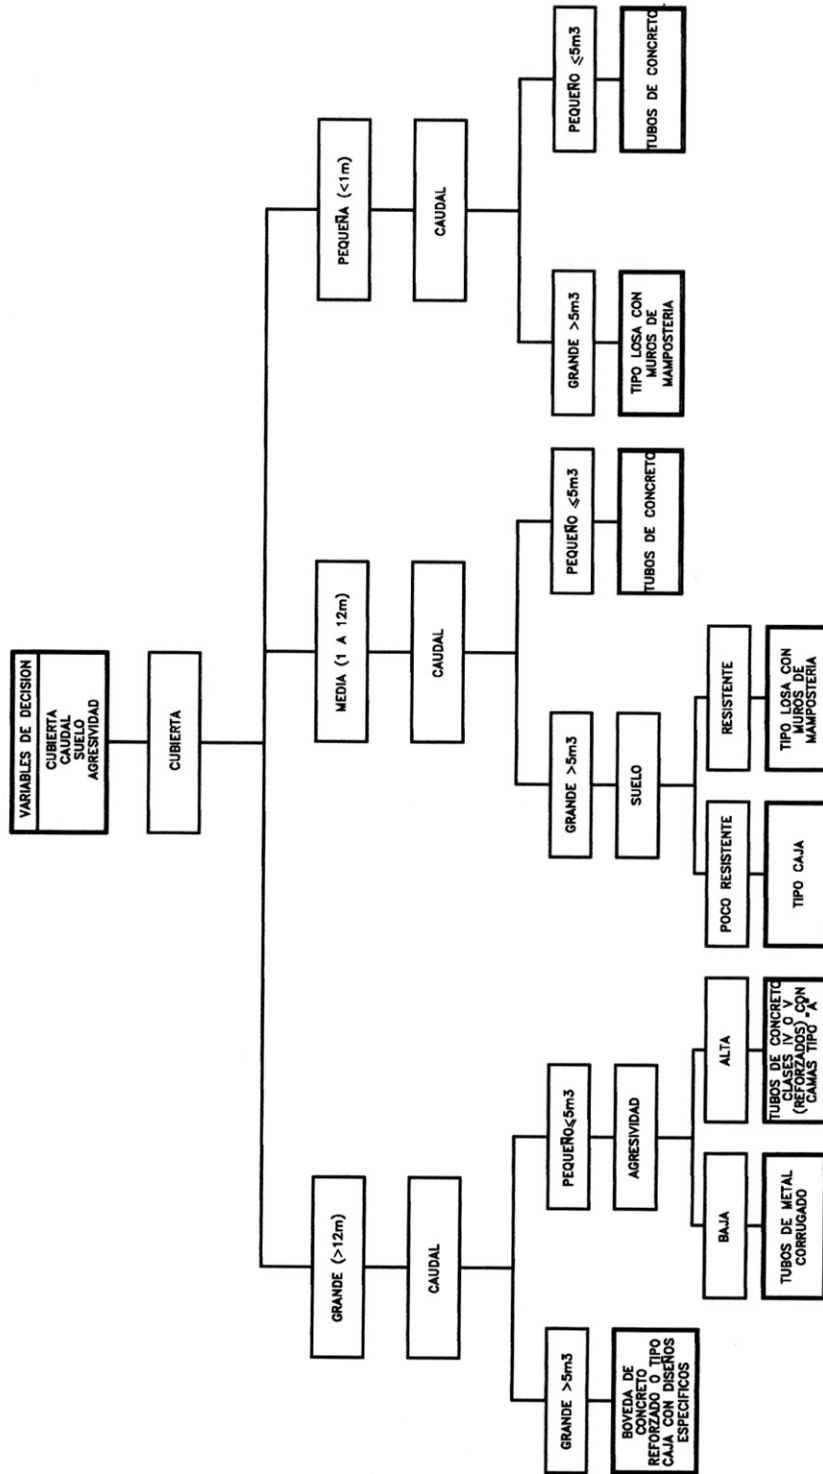 VARIABLES DE DECISION
CUBIERTA
CAUDAL
SUELO
AGRESIVIDAD
CUBIERTA
GRANDE (>12m)
MEDIA (1 A 12m)
PEQUEÑA (<1m)
CAUDAL
CAUDAL
CAUDAL
GRANDE >5m3
PEQUEÑO⩽5m3
GRANDE >5m3
PEQUEÑO ⩽5m3
GRANDE >5m3
PEQUEÑO ⩽5m3
BOVEDA DE
CONCRETO
REFORZADO O TIPO
CAJA CON DISEÑOS
ESPECIFICOS
AGRESIVIDAD
SUELO
TUBOS DE CONCRETO
TIPO LOSA CON
MUROS DE
MAMPOSTERIA
TUBOS DE CONCRETO
BAJA
ALTA
POCO RESISTENTE
RESISTENTE
TUBOS DE METAL
CORRUGADO
TUBOS DE CONCRETO
CLASES IV O V
(REFORZADOS) CON
CAMAS TIPO "A"
TIPO CAJA
TIPO LOSA CON
MUROS DE
MAMPOSTERIA